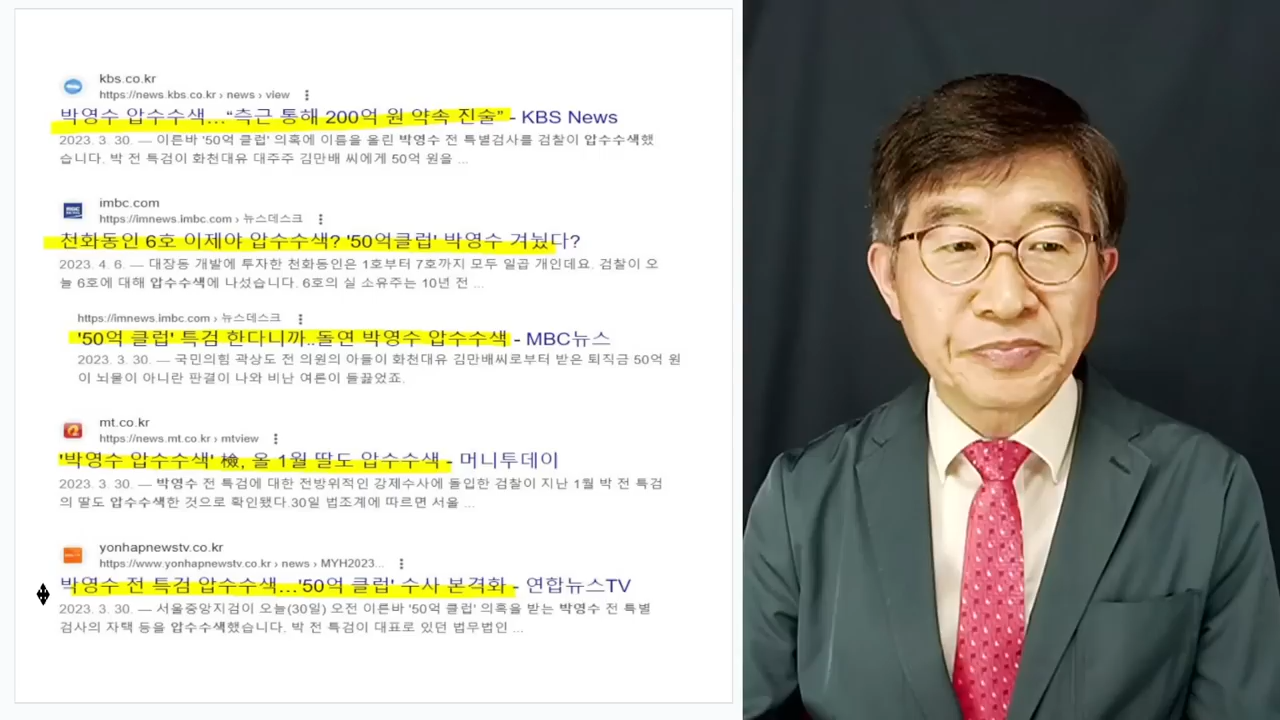 kbs.co.kr
https://news.kbs.co.kr › news › view
박영수 압수수색…“측근 통해 200억 원 약속 진술” - KBS News
2023. 3. 30. — 이른바 '50억 클럽' 의혹에 이름을 올린 박영수 전 특별검사를 검찰이 압수수색했
습니다. 박 전 특검이 화천대유 대주주 김만배 씨에게 50억 원을 ...
imbc.com
https://imnews.imbc.com › 뉴스데스크
천화동인 6호 이제야 압수수색? '50억클럽' 박영수 겨눴다?
2023. 4. 6. — 대장동 개발에 투자한 천화동인은 1호부터 7호까지 모두 일곱 개인데요. 검찰이 오
늘 6호에 대해 압수수색에 나섰습니다. 6호의 실 소유주는 10년 전 ...
https://imnews.imbc.com › 뉴스데스크
'50억 클럽' 특검 한다니까..돌연 박영수 압수수색 - MBC뉴스
2023. 3. 30. — 국민의힘 곽상도 전 의원의 아들이 화천대유 김만배씨로부터 받은 퇴직금 50억 원
이 뇌물이 아니란 판결이 나와 비난 여론이 들끓었죠.
mt.co.kr
https://news.mt.co.kr › mtview
'박영수 압수수색' 檢, 올 1월 딸도 압수수색 - 머니투데이
2023. 3. 30. — 박영수 전 특검에 대한 전방위적인 강제수사에 돌입한 검찰이 지난 1월 박 전 특검
의 딸도 압수수색한 것으로 확인됐다.30일 법조계에 따르면 서울 ...
yonhapnewstv.co.kr
https://www.yonhapnewstv.co.kr › news › MYH2023...
박영수 전 특검 압수수색…'50억 클럽' 수사 본격화 - 연합뉴스TV
2023. 3. 30. — 서울중앙지검이 오늘(30일) 오전 이른바 '50억 클럽' 의혹을 받는 박영수 전 특별
검사의 자택 등을 압수수색했습니다. 박 전 특검이 대표로 있던 법무법인 ...